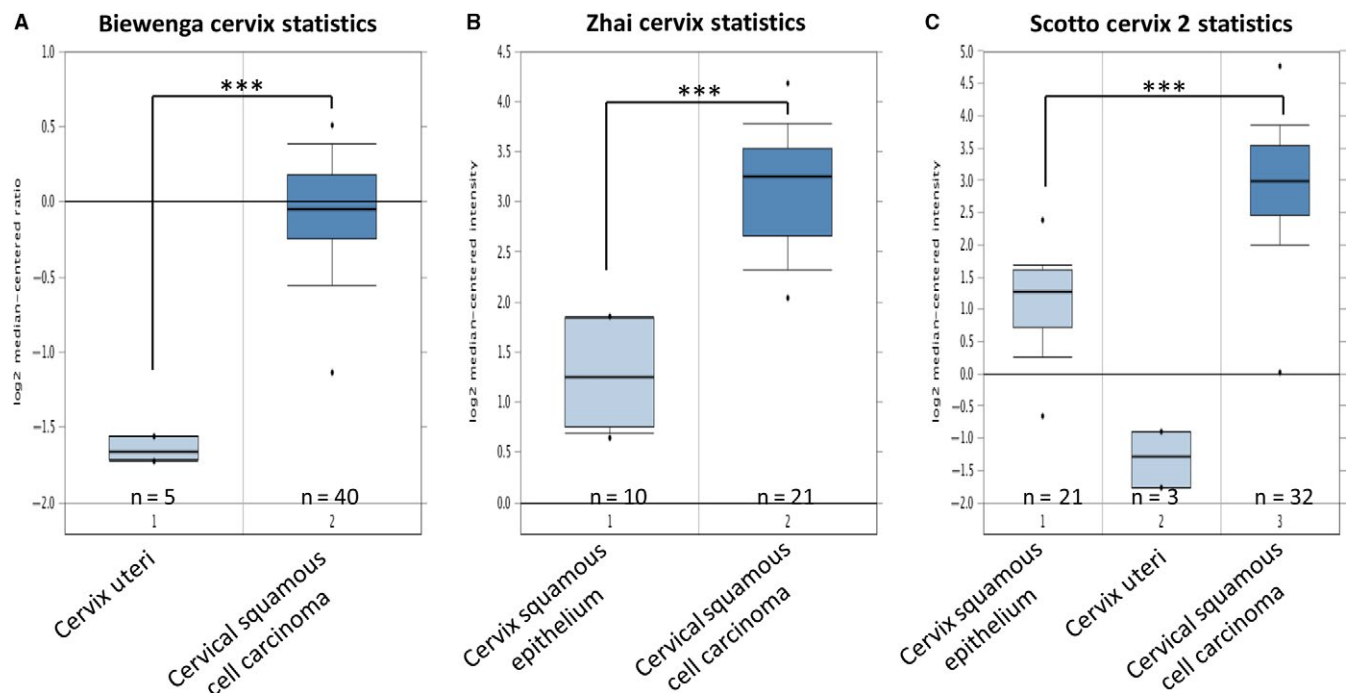 A Biewenga cervix statistics
log2 median-centered ratio
1.0
0.5
0.0
−0.5
−1.0
−1.5
−2.0
***
n = 5
n = 40
1
2
Cervix uteri
Cervical squamous
cell carcinoma
B Zhai cervix statistics
log2 median-centered intensity
4.5
4.0
3.5
3.0
2.5
2.0
1.5
1.0
0.5
0.0
***
n = 10
n = 21
1
2
Cervix squamous
epithelium
Cervical squamous
cell carcinoma
C Scotto cervix 2 statistics
log2 median-centered intensity
5.0
4.5
4.0
3.5
3.0
2.5
2.0
1.5
1.0
0.5
0.0
−0.5
−1.0
−1.5
−2.0
***
n = 21
n = 3
n = 32
1
2
3
Cervix squamous
epithelium
Cervix uteri
Cervical squamous
cell carcinoma